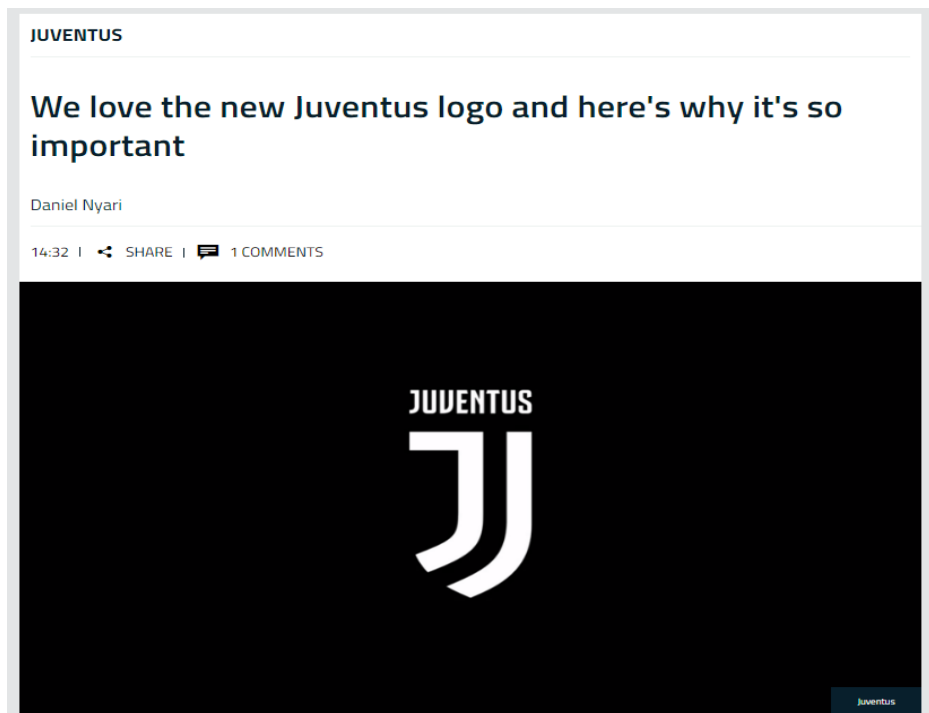 JUVENTUS
We love the new Juventus logo and here's why it's so
important
Daniel Nyari
14:32 | SHARE | 1 COMMENTS
JUVENTUS
Juventus